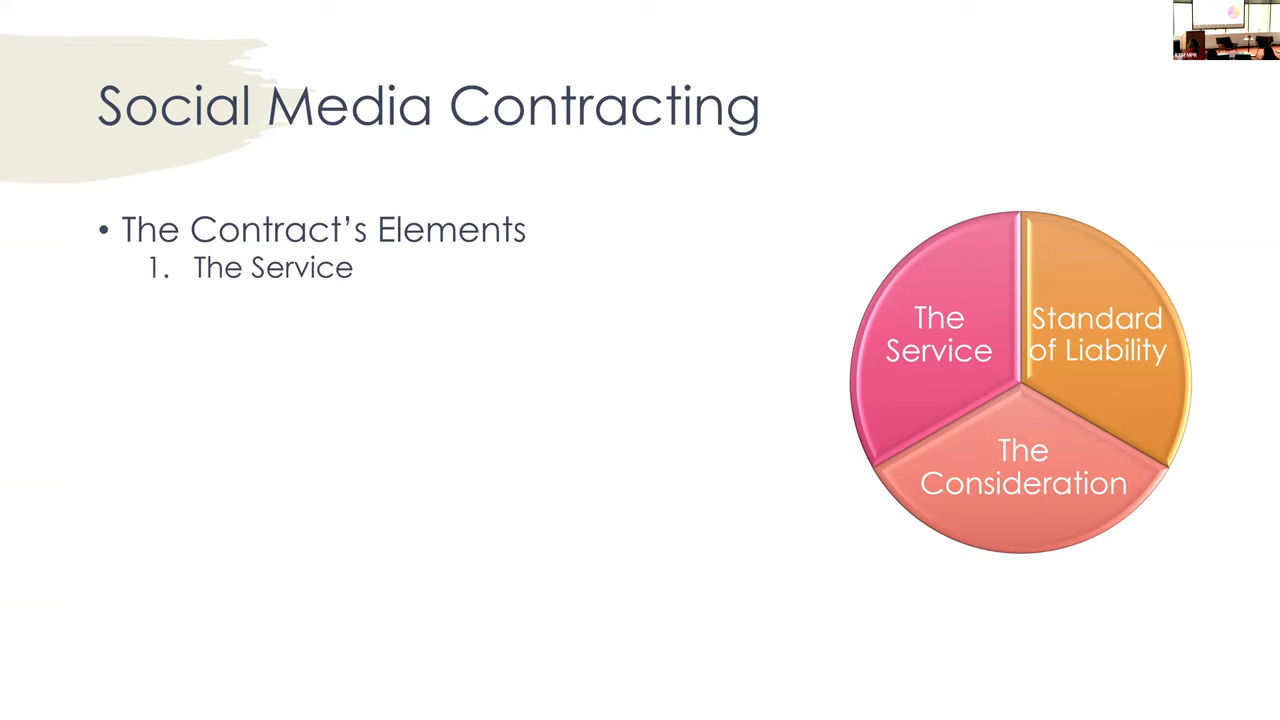 Social Media Contracting
• The Contract’s Elements
1. The Service
The
Service
Standard
of Liability
The
Consideration